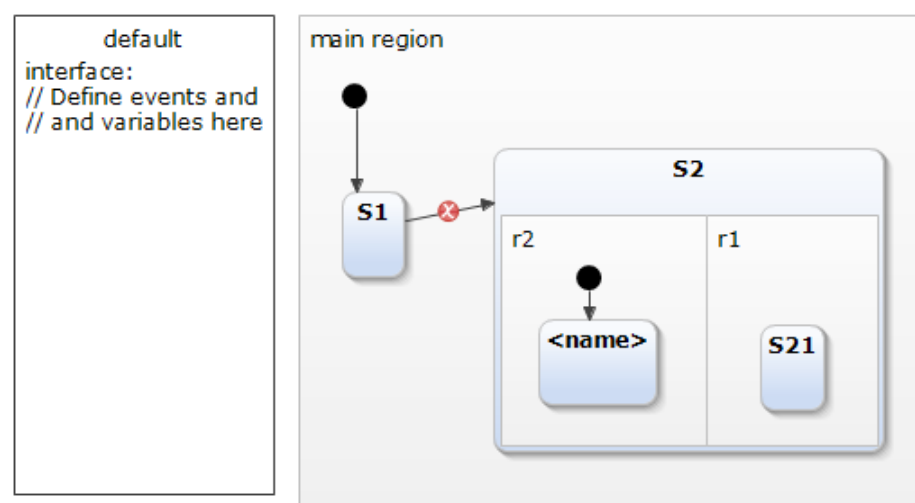 default
interface:
// Define events and
// and variables here
main region
S1
S2
r2
<name>
r1
S21